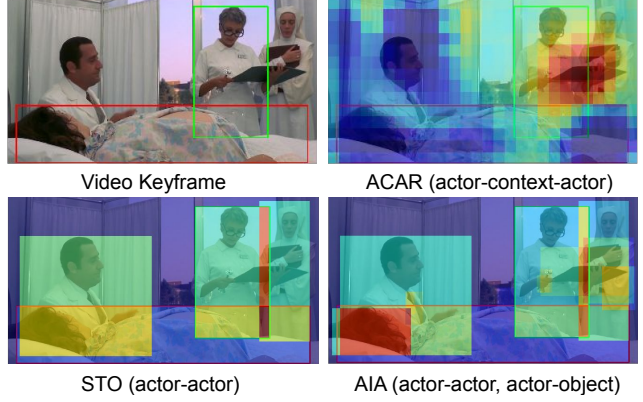 Video Keyframe
ACAR (actor-context-actor)
STO (actor-actor)
AIA (actor-actor, actor-object)